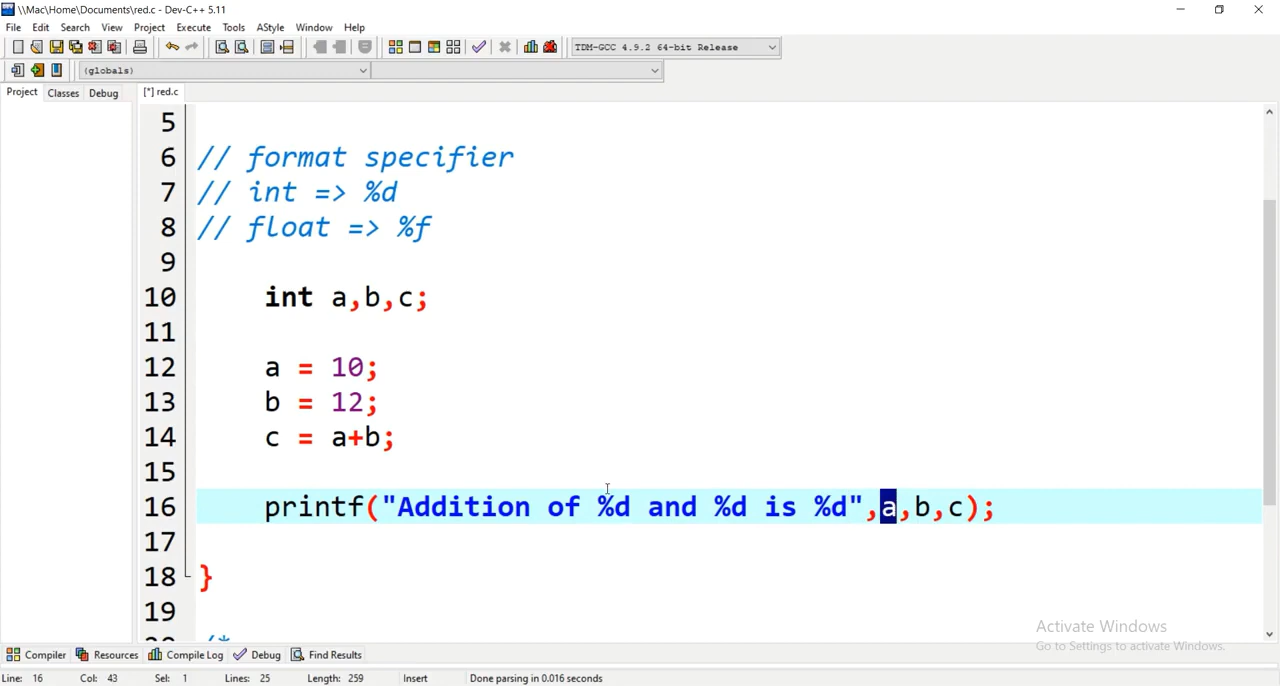 \\Mac\Home\Documents\red.c - Dev-C++ 5.11
File Edit Search View Project Execute Tools AStyle Window Help
TDM-GCC 4.9.2 64-bit Release
(globals)
Project Classes Debug [*] red.c
5
6 // format specifier
7 // int => %d
8 // float => %f
9
10 int a,b,c;
11
12 a = 10;
13 b = 12;
14 c = a+b;
15
16 printf("Addition of %d and %d is %d",a,b,c);
17
18 }
19
20 /*
Activate Windows
Go to Settings to activate Windows.
Compiler Resources Compile Log Debug Find Results
Line: 16 Col: 43 Sel: 1 Lines: 25 Length: 259 Insert Done parsing in 0.016 seconds